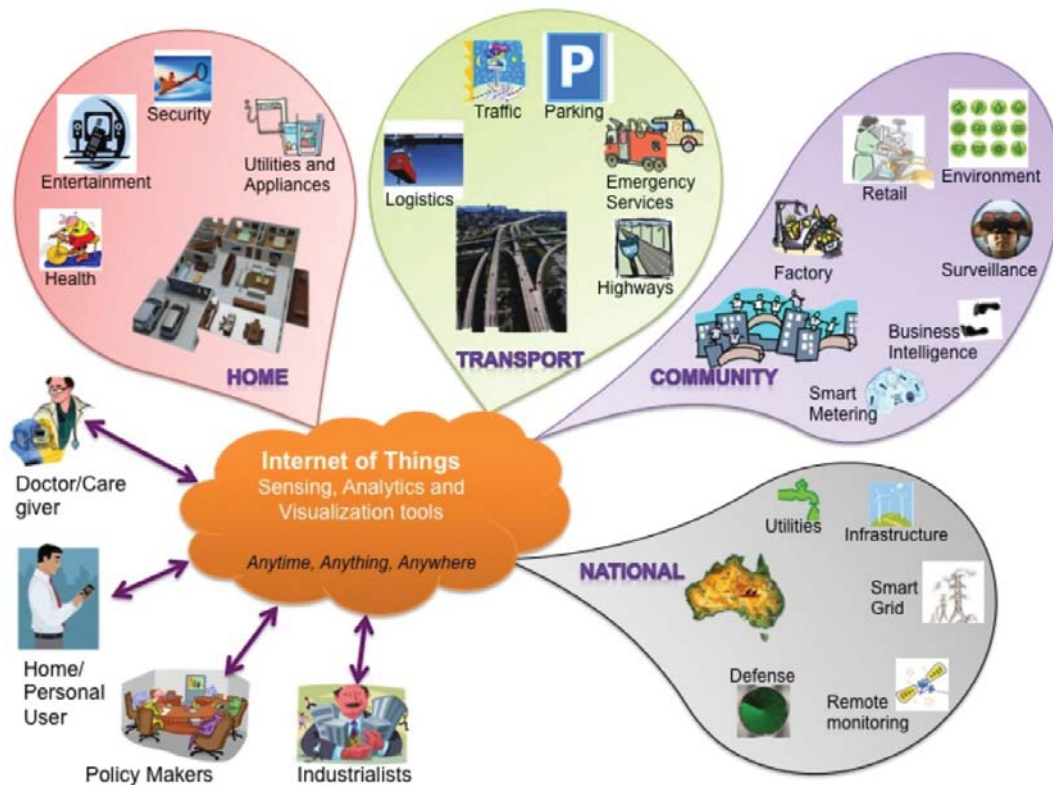 Security
Entertainment
Utilities and
Appliances
Health
HOME
Traffic
P
Parking
Logistics
Emergency
Services
Highways
TRANSPORT
Retail
Environment
Factory
Surveillance
Business
Intelligence
COMMUNITY
Smart
Metering
Doctor/Care
giver
Internet of Things
Sensing, Analytics and
Visualization tools
Anytime, Anything, Anywhere
Home/
Personal
User
Policy Makers
Industrialists
Utilities
Infrastructure
NATIONAL
Smart
Grid
Defense
Remote
monitoring